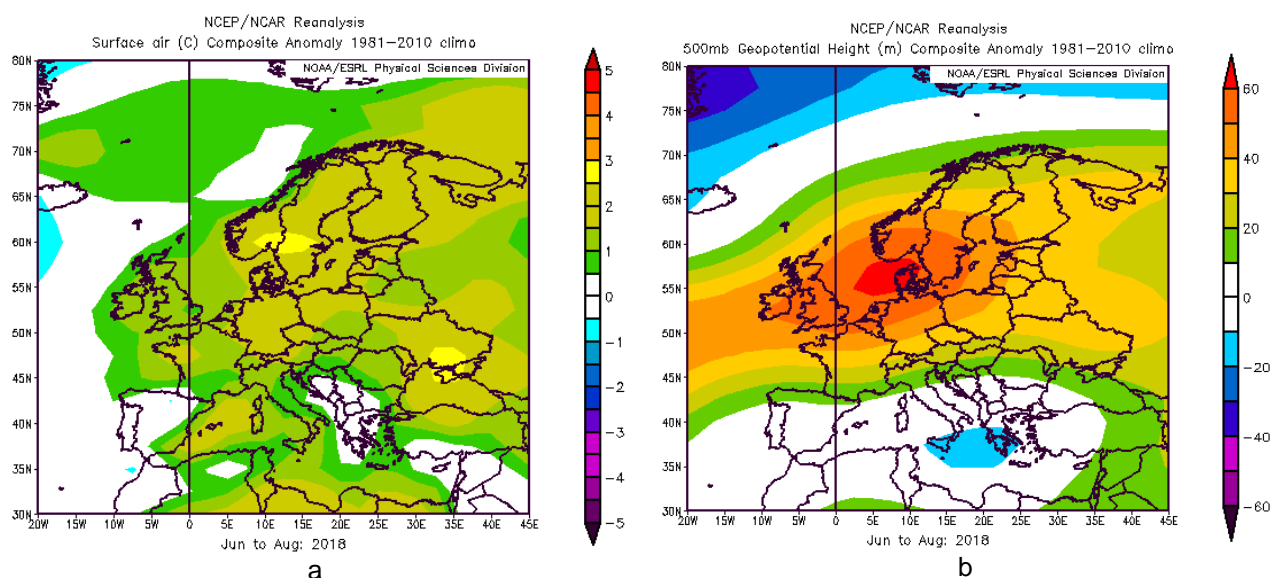 NCEP/NCAR Reanalysis
Surface air (C) Composite Anomaly 1981-2010 climo
NOAA/ESRL Physical Sciences Division
80N
75N
70N
65N
60N
55N
50N
45N
40N
35N
30N
20W 15W 10W 5W 0 5E 10E 15E 20E 25E 30E 35E 40E 45E
5
4
3
2
1
0
-1
-2
-3
-4
-5
Jun to Aug: 2018
a
NCEP/NCAR Reanalysis
500mb Geopotential Height (m) Composite Anomaly 1981-2010 climo
NOAA/ESRL Physical Sciences Division
80N
75N
70N
65N
60N
55N
50N
45N
40N
35N
30N
20W 15W 10W 5W 0 5E 10E 15E 20E 25E 30E 35E 40E 45E
60
40
20
0
-20
-40
-60
Jun to Aug: 2018
b